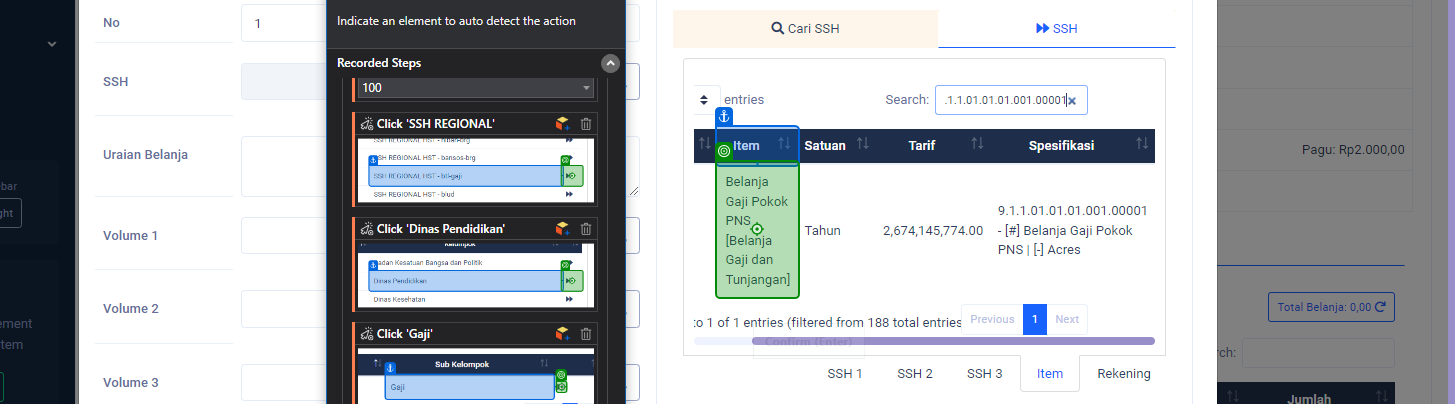 No
1
SSH
Uraian Belanja
Volume 1
Volume 2
Volume 3
Indicate an element to auto detect the action
Recorded Steps
100
Click 'SSH REGIONAL'
SSH REGIONAL HST - hibah-brg
SSH REGIONAL HST - bansos-brg
SSH REGIONAL HST - btl-gaji
SSH REGIONAL HST - blud
Click 'Dinas Pendidikan'
Kelompok
Badan Kesatuan Bangsa dan Politik
Dinas Pendidikan
Dinas Kesehatan
Click 'Gaji'
Sub Kelompok
Gaji
Cari SSH
SSH
entries
Search: .1.1.01.01.01.001.00001
Item Satuan Tarif Spesifikasi
Belanja
Gaji Pokok
PNS
[Belanja
Gaji dan
Tunjangan]
Tahun
2,674,145,774.00
9.1.1.01.01.01.001.00001
- [#] Belanja Gaji Pokok
PNS | [-] Acres
to 1 of 1 entries (filtered from 188 total entries
Previous 1 Next
Confirm (Enter)
SSH 1 SSH 2 SSH 3 Item Rekening
Pagu: Rp2.000,00
Total Belanja: 0,00
rch:
Jumlah
bar
ght
ement
tem